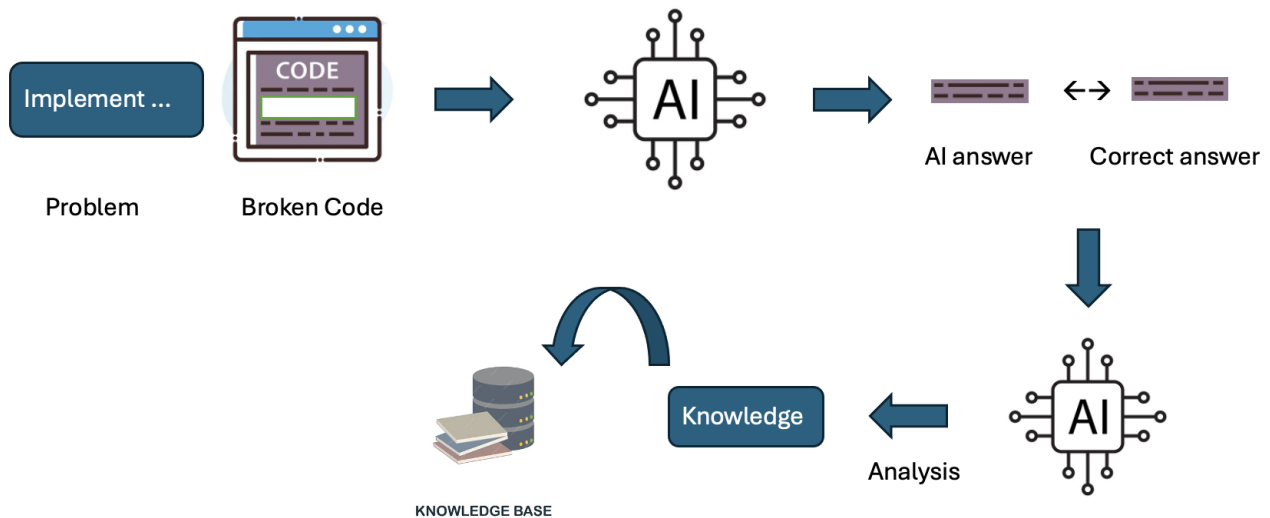 Implement ...
CODE
AI
AI answer
Correct answer
Problem
Broken Code
Knowledge
AI
Analysis
KNOWLEDGE BASE